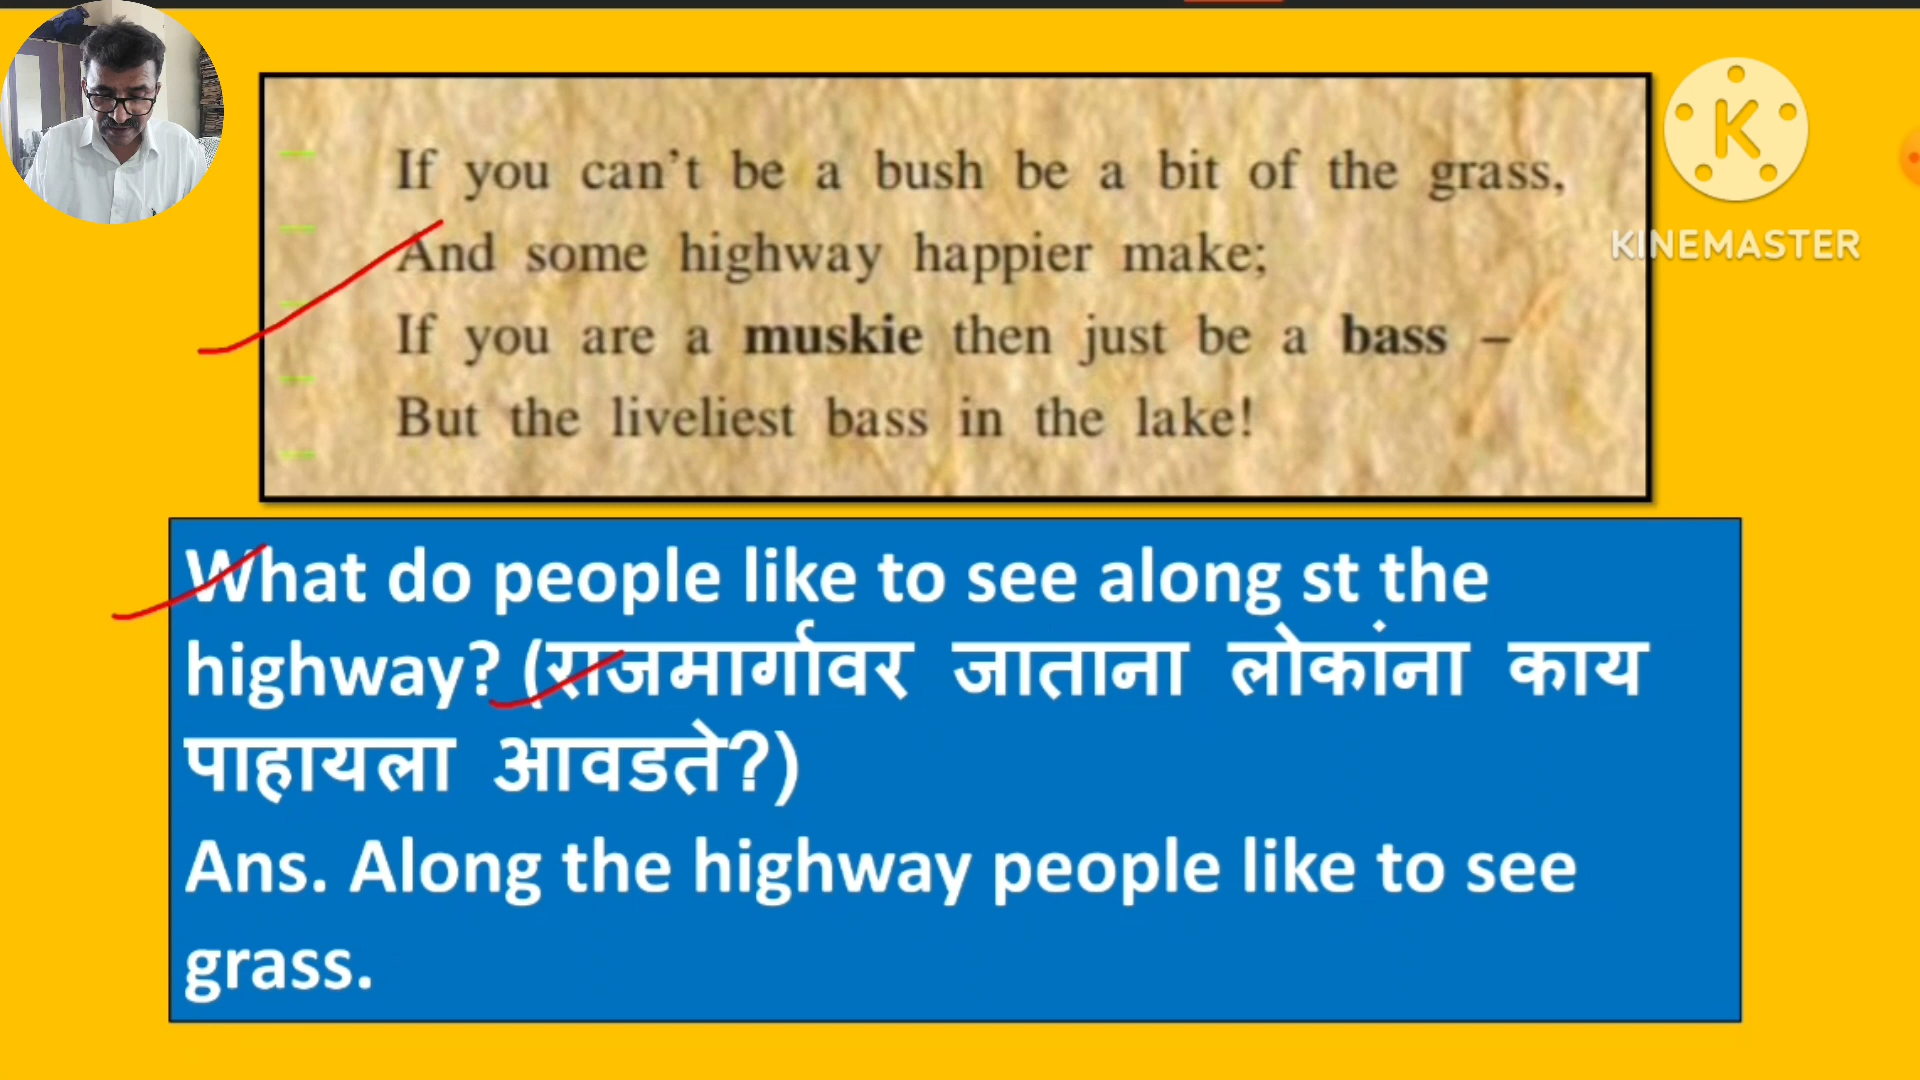 If you can't be a bush be a bit of the grass,
And some highway happier make;
If you are a muskie then just be a bass –
But the liveliest bass in the lake!
K
KINEMASTER
What do people like to see along st the
highway? (राजमार्गावर जाताना लोकांना काय
पाहायला आवडते?)
Ans. Along the highway people like to see
grass.